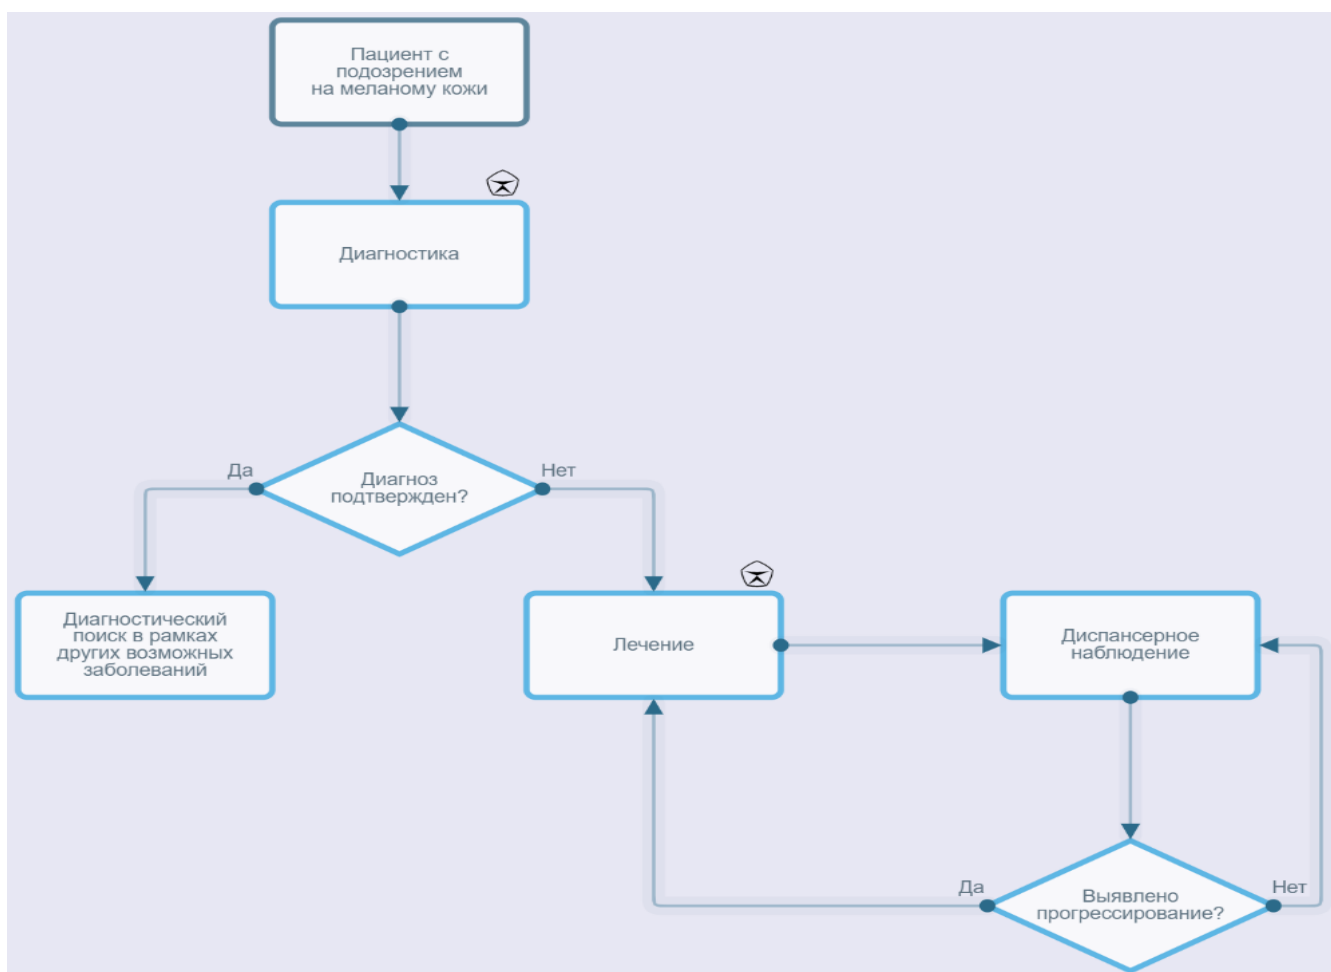 Пациент с
подозрением
на меланому кожи
Диагностика
Да
Нет
Диагноз
подтвержден?
Диагностический
поиск в рамках
других возможных
заболеваний
Лечение
Диспансерное
наблюдение
Да
Нет
Выявлено
прогрессирование?